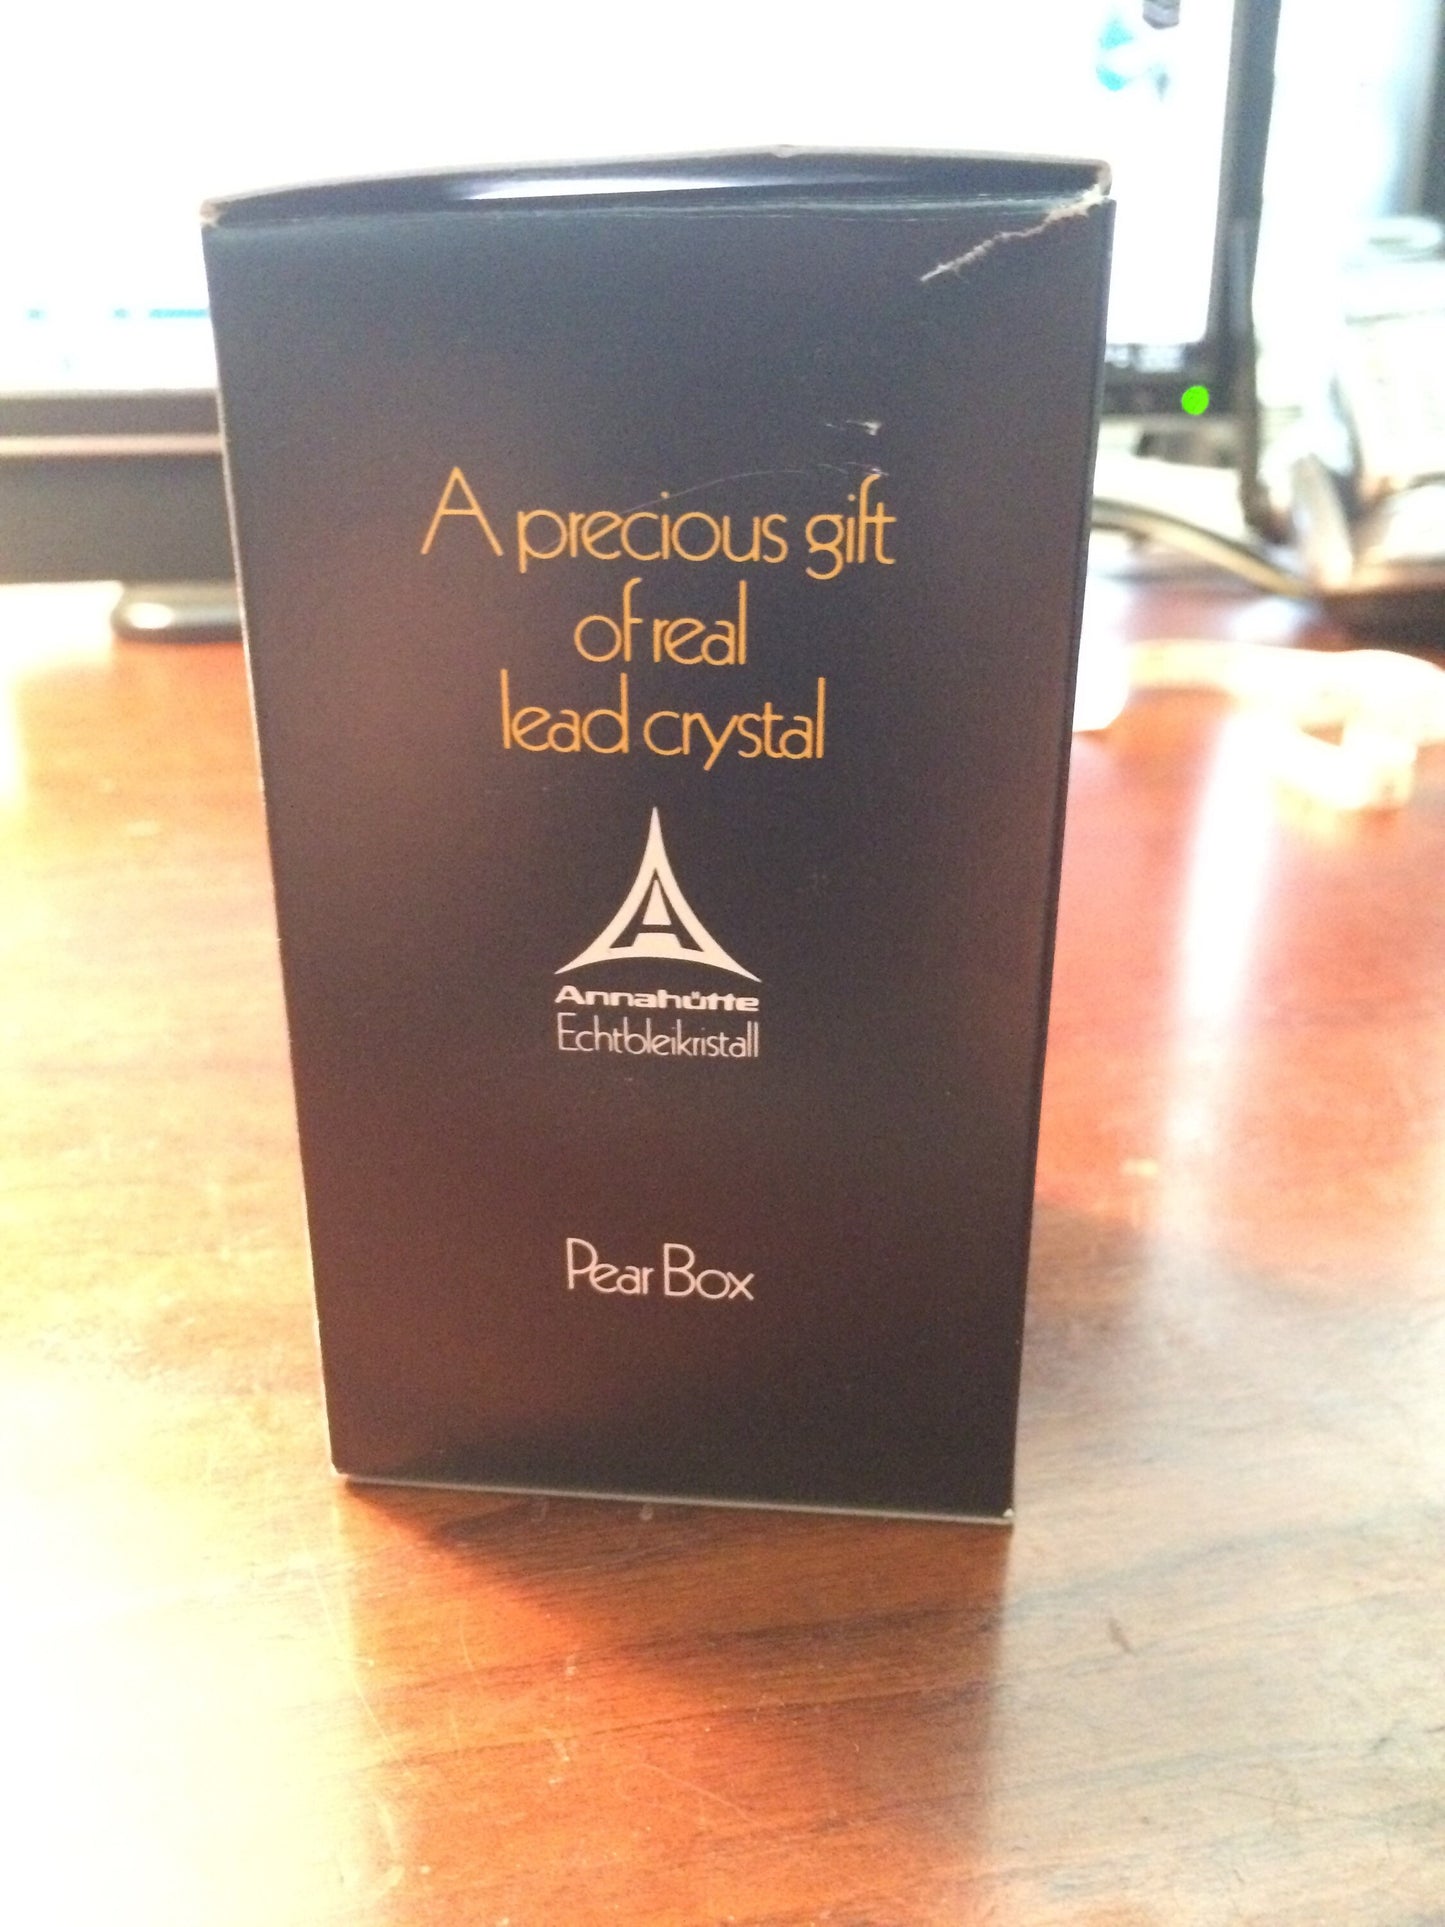 A precious gift
of real
lead crystal
A
Annahütte
Echtbleikristall
Pear Box